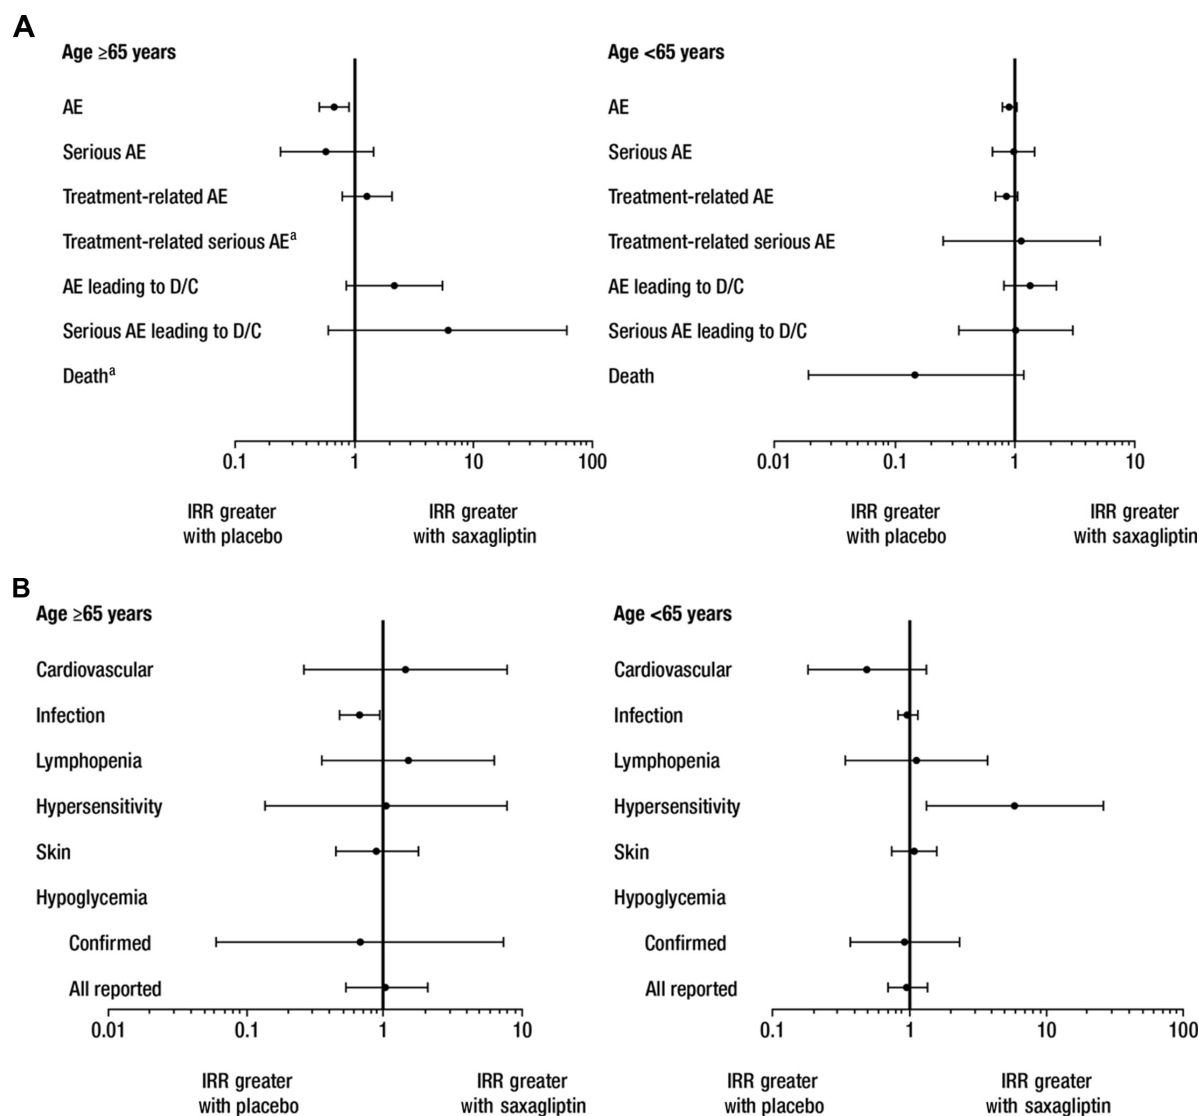 A
Age ≥65 years
AE
Serious AE
Treatment-related AE
Treatment-related serious AEᵃ
AE leading to D/C
Serious AE leading to D/C
Deathᵃ
0.1 1 10 100
IRR greater
with placebo
IRR greater
with saxagliptin
Age <65 years
AE
Serious AE
Treatment-related AE
Treatment-related serious AE
AE leading to D/C
Serious AE leading to D/C
Death
0.01 0.1 1 10
IRR greater
with placebo
IRR greater
with saxagliptin
B
Age ≥65 years
Cardiovascular
Infection
Lymphopenia
Hypersensitivity
Skin
Hypoglycemia
Confirmed
All reported
0.01 0.1 1 10
IRR greater
with placebo
IRR greater
with saxagliptin
Age <65 years
Cardiovascular
Infection
Lymphopenia
Hypersensitivity
Skin
Hypoglycemia
Confirmed
All reported
0.1 1 10 100
IRR greater
with placebo
IRR greater
with saxagliptin